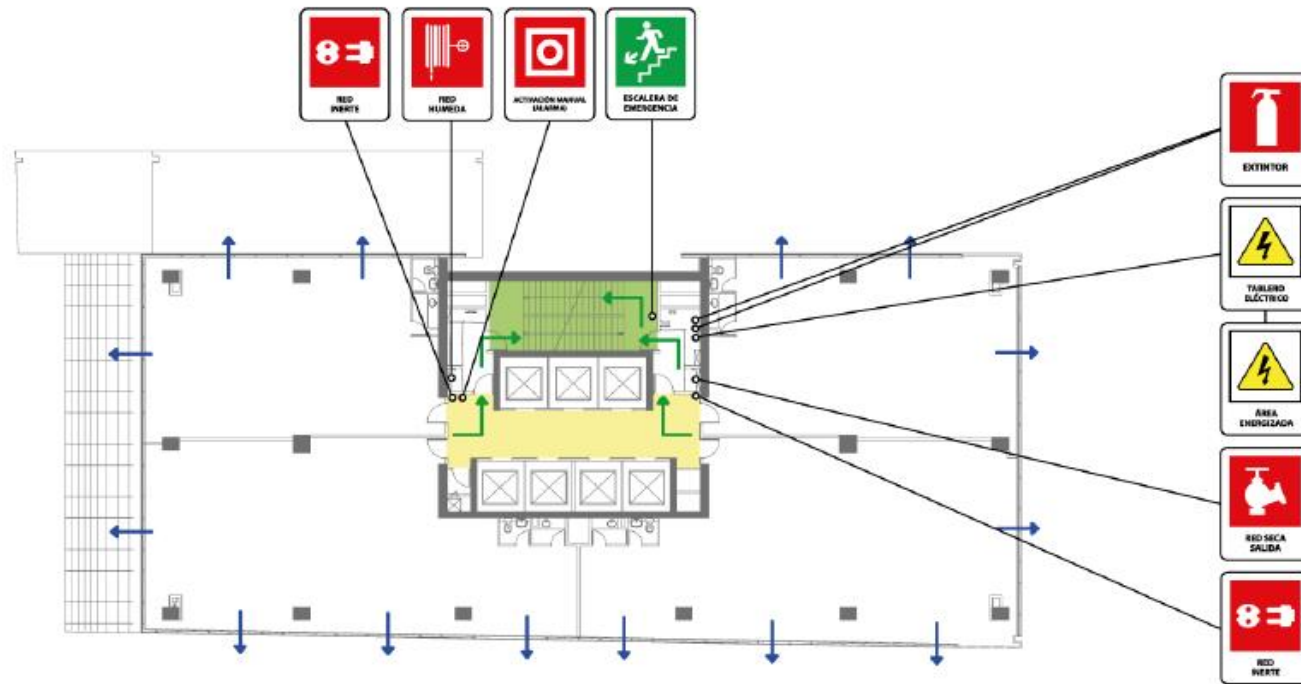 RED
INERTE
RED
HUMEDA
ACTIVACIÓN MANUAL
(ALARMA)
ESCALERA DE
EMERGENCIA
EXTINTOR
TABLERO
ELÉCTRICO
ÁREA
ENERGIZADA
RED SECA
SALIDA
RED
INERTE